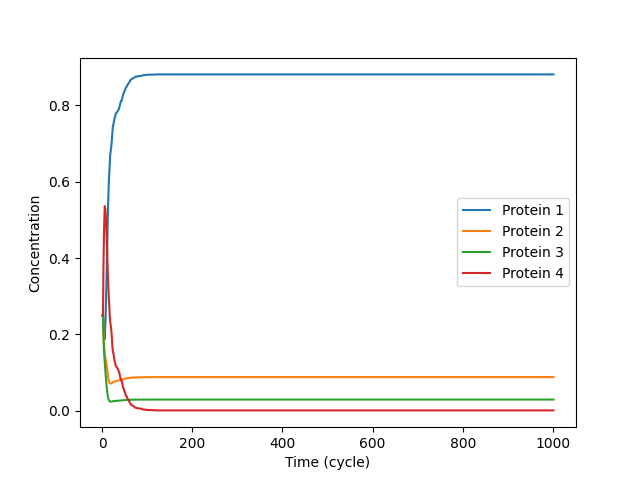 Concentration
0.8
0.6
0.4
0.2
0.0
0
200
400
600
800
1000
Time (cycle)
Protein 1
Protein 2
Protein 3
Protein 4